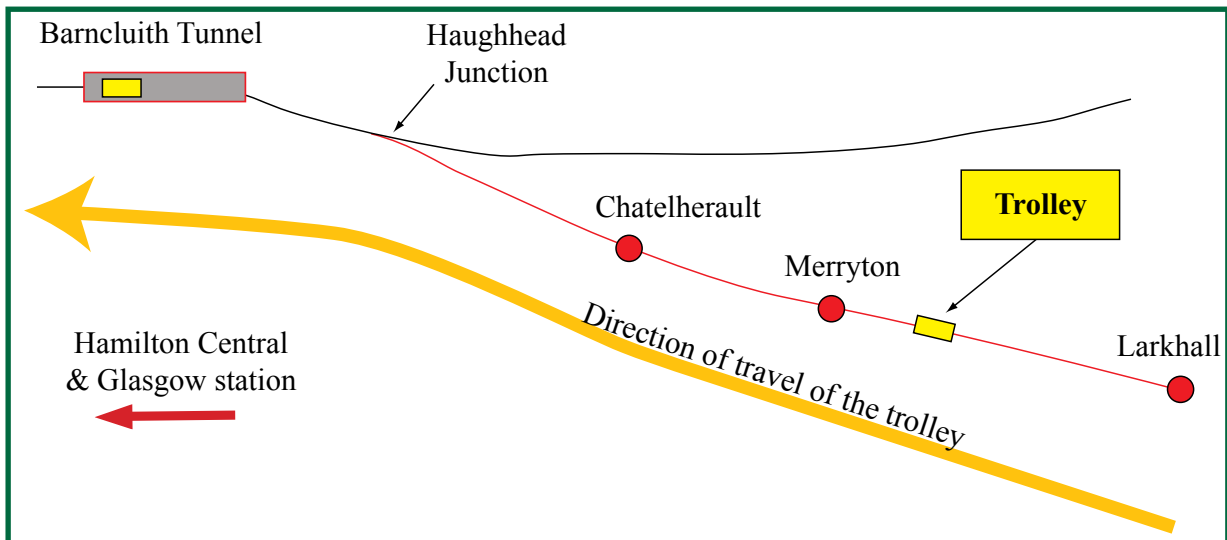 Barncluith Tunnel
Haughhead
Junction
Chatelherault
Trolley
Merryton
Larkhall
Direction of travel of the trolley
Hamilton Central
& Glasgow station